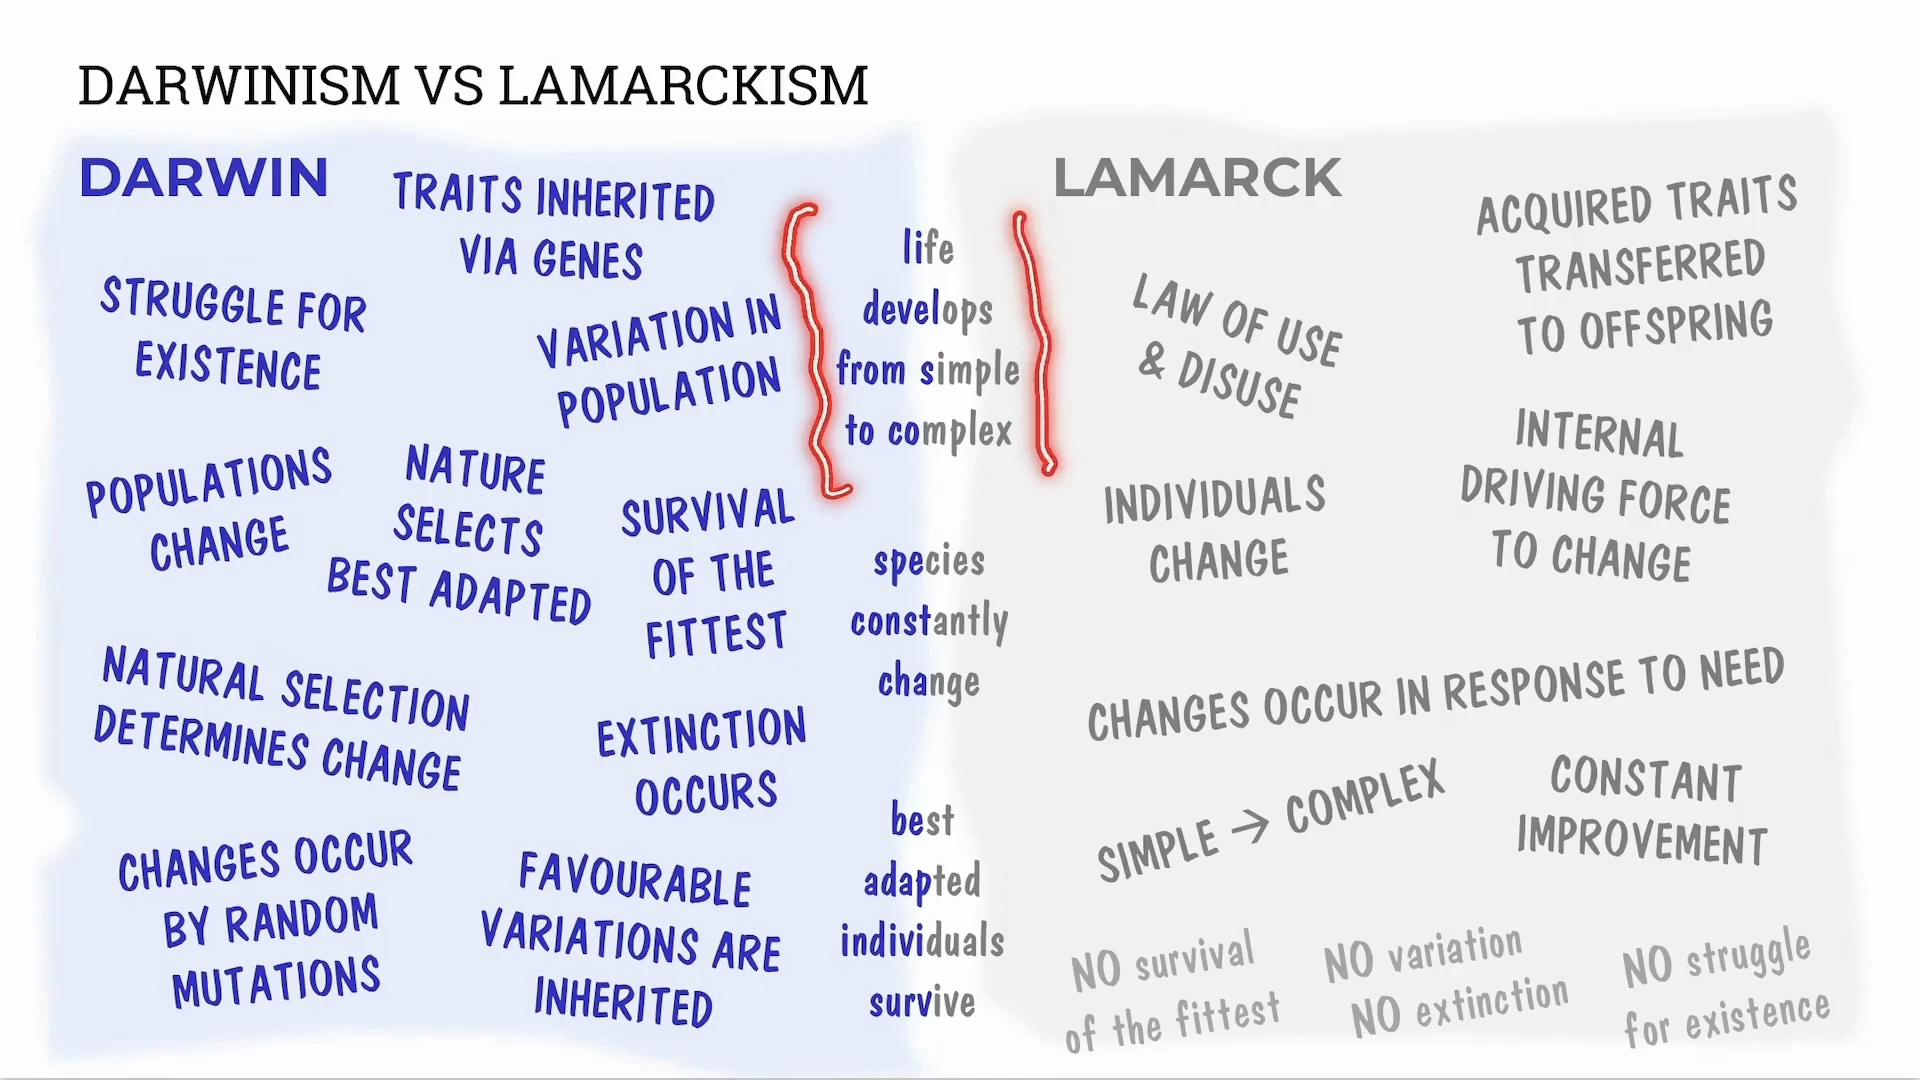 DARWINISM VS LAMARCKISM
DARWIN
TRAITS INHERITED
VIA GENES
STRUGGLE FOR
EXISTENCE
VARIATION IN
POPULATION
POPULATIONS
CHANGE
NATURE
SELECTS
BEST ADAPTED
SURVIVAL
OF THE
FITTEST
NATURAL SELECTION
DETERMINES CHANGE
EXTINCTION
OCCURS
CHANGES OCCUR
BY RANDOM
MUTATIONS
FAVOURABLE
VARIATIONS ARE
INHERITED
life
develops
from simple
to complex
species
constantly
change
best
adapted
individuals
survive
LAMARCK
ACQUIRED TRAITS
TRANSFERRED
TO OFFSPRING
LAW OF USE
& DISUSE
INTERNAL
DRIVING FORCE
TO CHANGE
INDIVIDUALS
CHANGE
CHANGES OCCUR IN RESPONSE TO NEED
SIMPLE → COMPLEX
CONSTANT
IMPROVEMENT
NO survival
of the fittest
NO variation
NO extinction
NO struggle
for existence